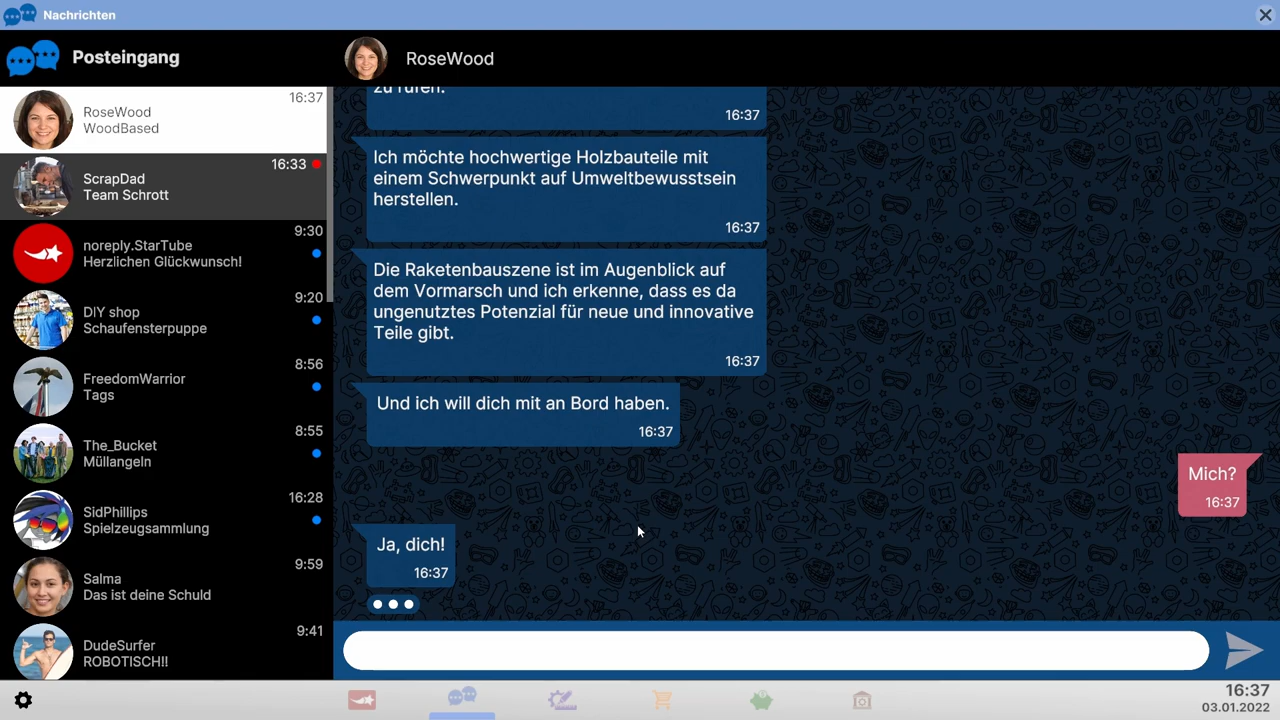 Nachrichten
Posteingang
RoseWood
16:37
RoseWood
WoodBased
16:33
ScrapDad
Team Schrott
9:30
noreply.StarTube
Herzlichen Glückwunsch!
9:20
DIY shop
Schaufensterpuppe
8:56
FreedomWarrior
Tags
8:55
The_Bucket
Müllangeln
16:28
SidPhillips
Spielzeugsammlung
9:59
Salma
Das ist deine Schuld
9:41
DudeSurfer
ROBOTISCH!!
zu rufen.
16:37
Ich möchte hochwertige Holzbauteile mit
einem Schwerpunkt auf Umweltbewusstsein
herstellen.
16:37
Die Raketenbauszene ist im Augenblick auf
dem Vormarsch und ich erkenne, dass es da
ungenutztes Potenzial für neue und innovative
Teile gibt.
16:37
Und ich will dich mit an Bord haben.
16:37
Mich?
16:37
Ja, dich!
16:37
16:37
03.01.2022